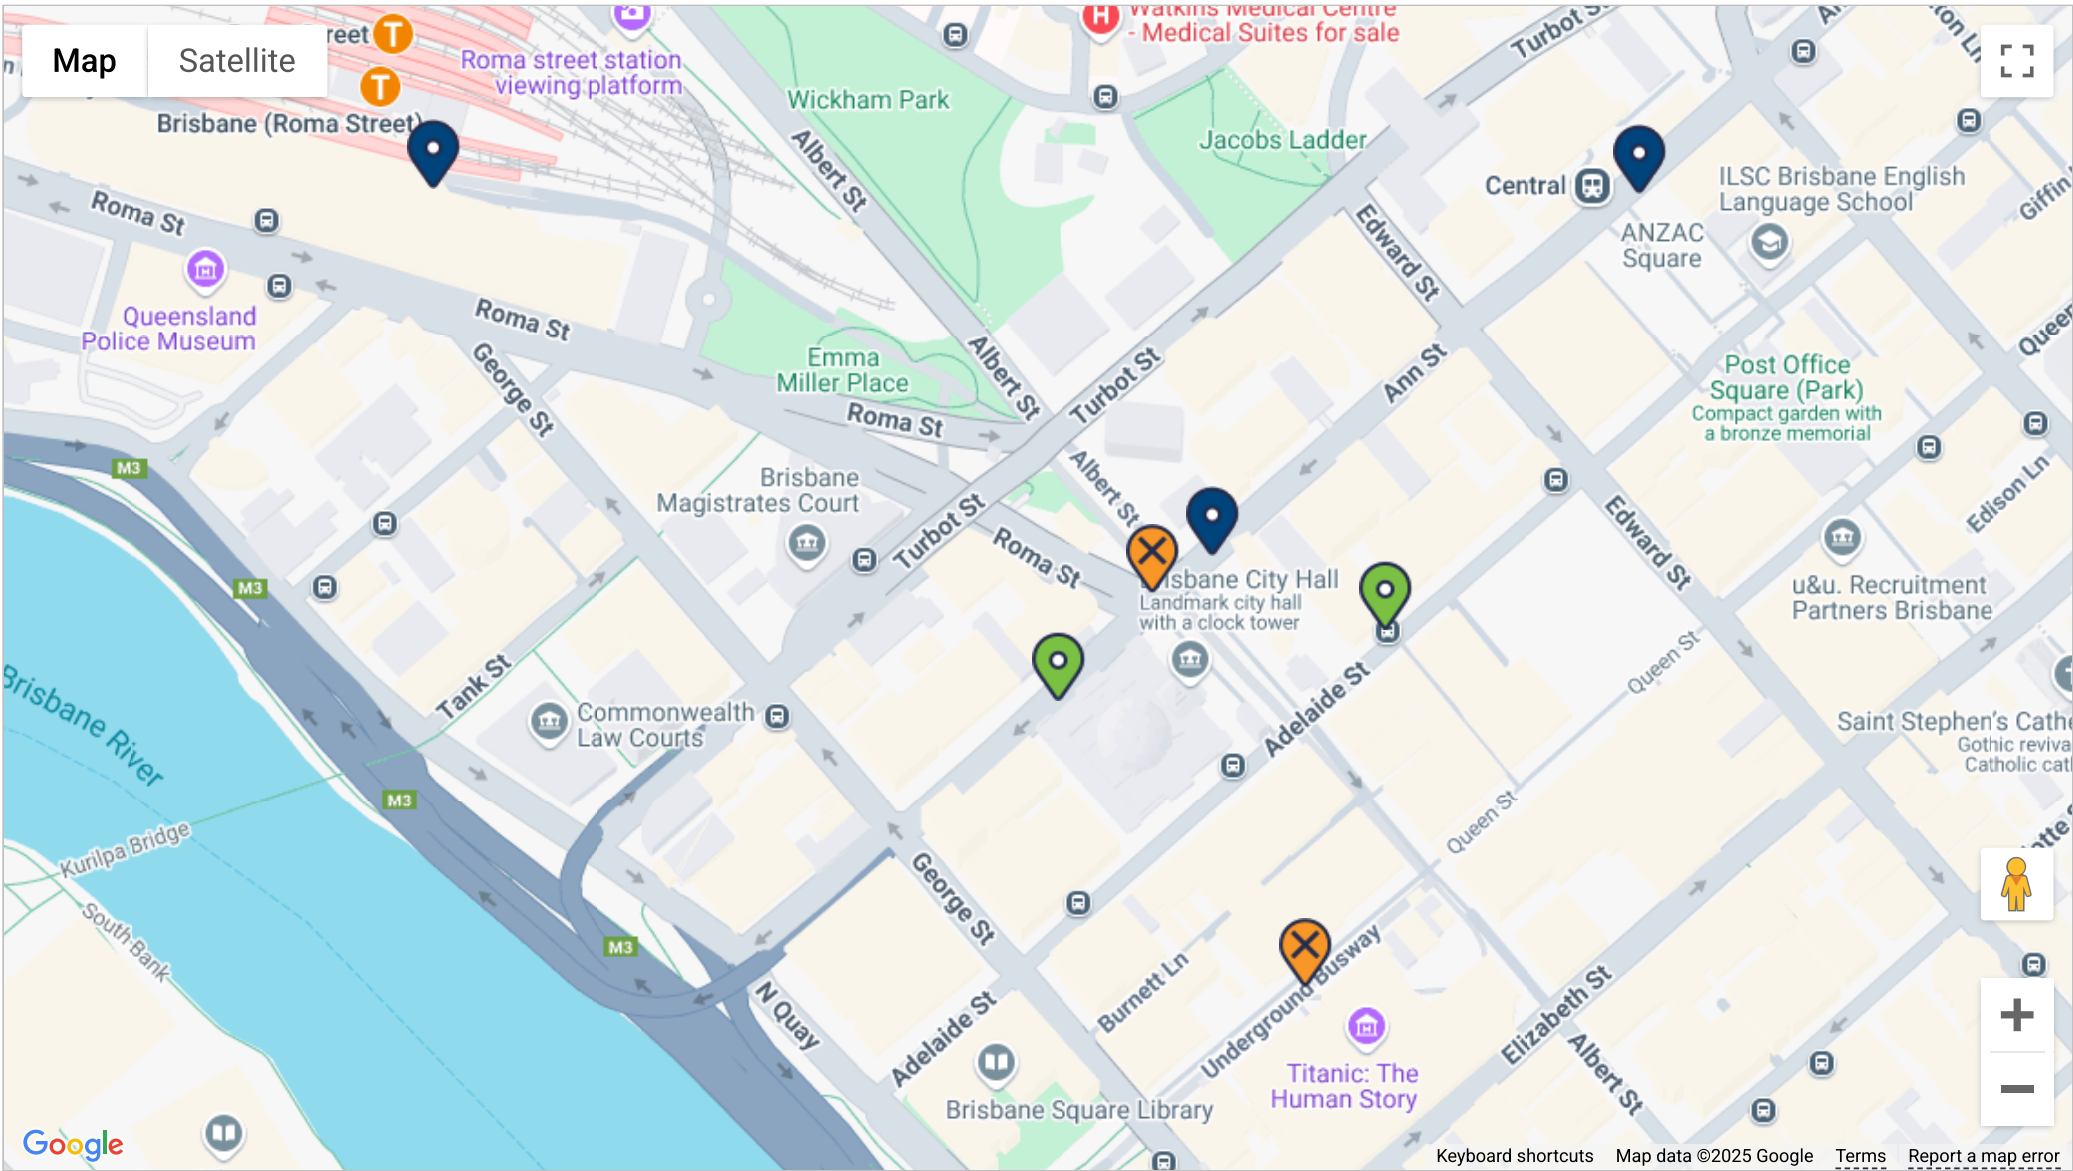 Map
Satellite
reet
T
T
Brisbane (Roma Street)
Roma street station
viewing platform
H
Watkins Medical Centre
- Medical Suites for sale
Turbot S
Wickham Park
Jacobs Ladder
Albert St
Central
ILSC Brisbane English
Language School
ANZAC
Square
Giffin
Roma St
Queensland
Police Museum
Roma St
Edward St
Queen
George St
Albert St
Emma
Miller Place
Turbot St
Ann St
Post Office
Square (Park)
Compact garden with
a bronze memorial
Roma St
M3
Brisbane
Magistrates Court
Albert St
Edison Ln
Turbot St
Roma St
Edward St
M3
Brisbane City Hall
Landmark city hall
with a clock tower
u&u. Recruitment
Partners Brisbane
Queen St
Tank St
Adelaide St
Brisbane River
Commonwealth
Law Courts
Saint Stephen's Cathe
Gothic reviva
Catholic cat
M3
Queen St
Kurilpa Bridge
George St
South Bank
M3
Burnett Ln
Underground Busway
N Quay
Adelaide St
Elizabeth St
Albert St
Titanic: The
Human Story
Brisbane Square Library
+
−
Google
Keyboard shortcuts
Map data ©2025 Google
Terms
Report a map error